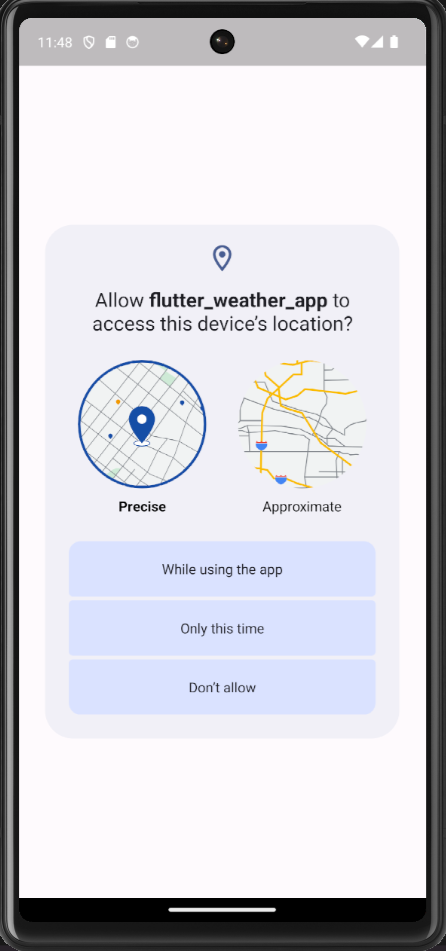 11:48
Allow flutter_weather_app to
access this device's location?
Precise
Approximate
While using the app
Only this time
Don't allow